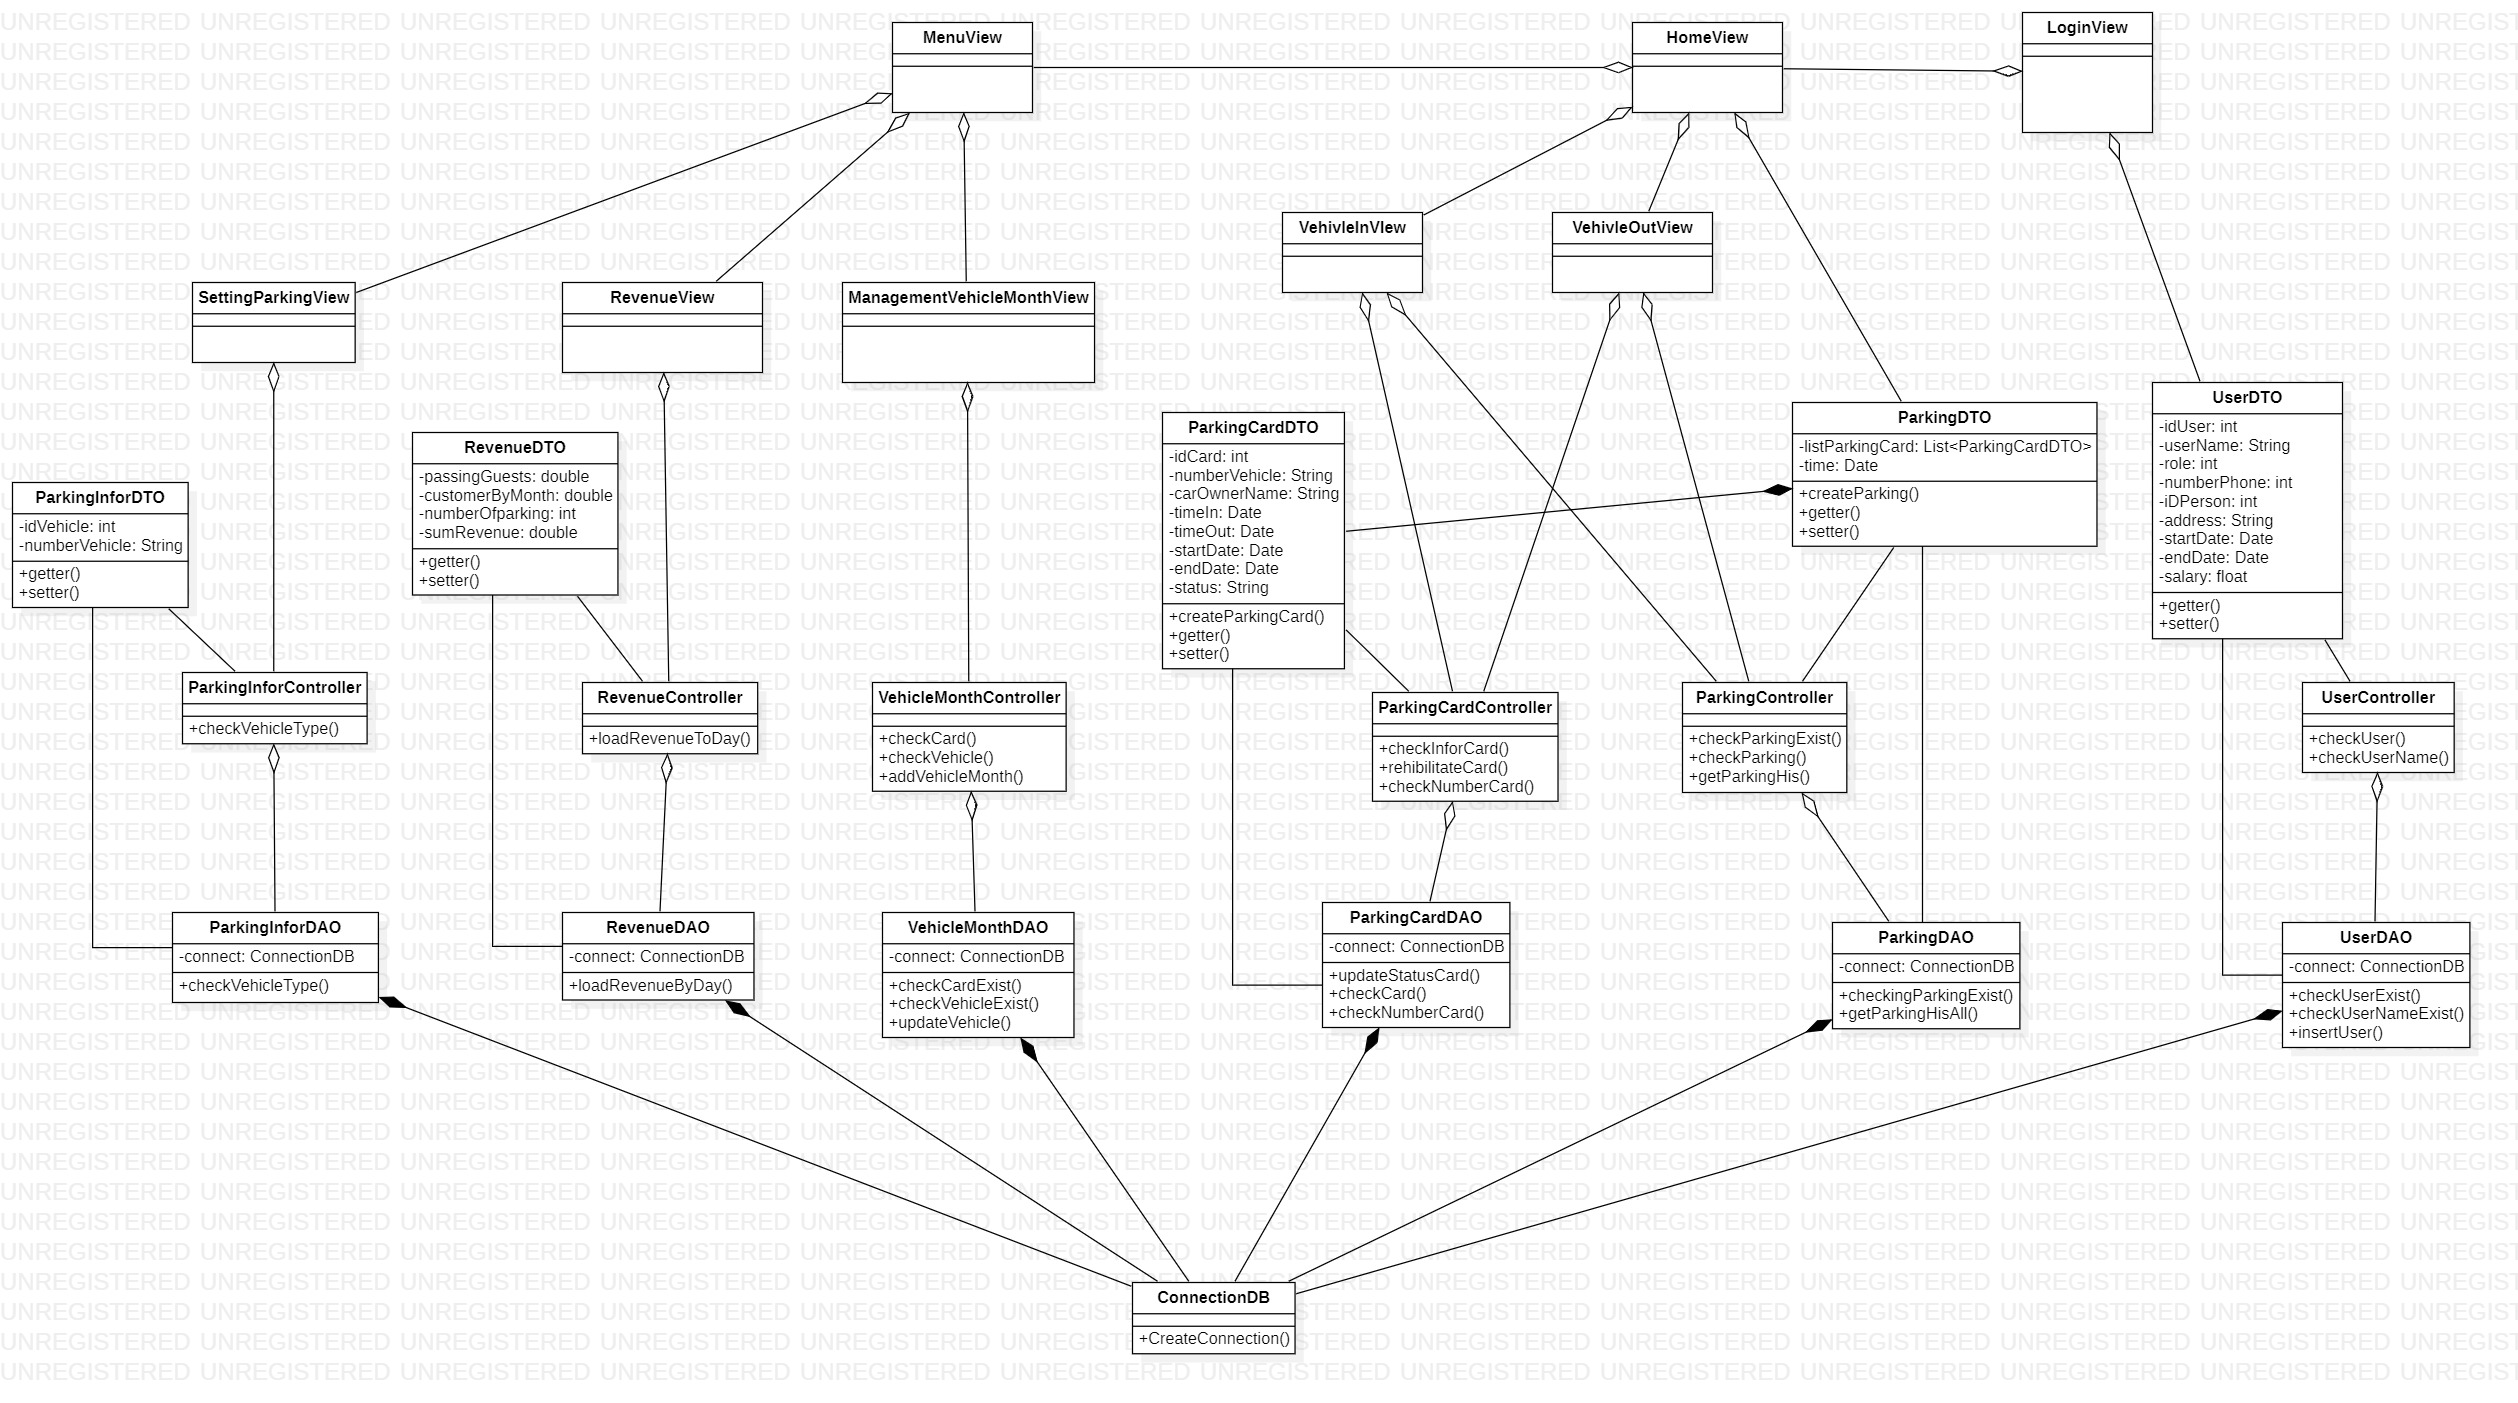 MenuView
HomeView
LoginView
VehivleInVIew
VehivleOutView
SettingParkingView
RevenueView
ManagementVehicleMonthView
ParkingInforDTO
-idVehicle: int
-numberVehicle: String
+getter()
+setter()
RevenueDTO
-passingGuests: double
-customerByMonth: double
-numberOfparking: int
-sumRevenue: double
+getter()
+setter()
ParkingCardDTO
-idCard: int
-numberVehicle: String
-carOwnerName: String
-timeIn: Date
-timeOut: Date
-startDate: Date
-endDate: Date
-status: String
+createParkingCard()
+getter()
+setter()
ParkingDTO
-listParkingCard: List<ParkingCardDTO>
-time: Date
+createParking()
+getter()
+setter()
UserDTO
-idUser: int
-userName: String
-role: int
-numberPhone: int
-iDPerson: int
-address: String
-startDate: Date
-endDate: Date
-salary: float
+getter()
+setter()
ParkingInforController
+checkVehicleType()
RevenueController
+loadRevenueToDay()
VehicleMonthController
+checkCard()
+checkVehicle()
+addVehicleMonth()
ParkingCardController
+checkInforCard()
+rehibilitateCard()
+checkNumberCard()
ParkingController
+checkParkingExist()
+checkParking()
+getParkingHis()
UserController
+checkUser()
+checkUserName()
ParkingInforDAO
-connect: ConnectionDB
+checkVehicleType()
RevenueDAO
-connect: ConnectionDB
+loadRevenueByDay()
VehicleMonthDAO
-connect: ConnectionDB
+checkCardExist()
+checkVehicleExist()
+updateVehicle()
ParkingCardDAO
-connect: ConnectionDB
+updateStatusCard()
+checkCard()
+checkNumberCard()
ParkingDAO
-connect: ConnectionDB
+checkingParkingExist()
+getParkingHisAll()
UserDAO
-connect: ConnectionDB
+checkUserExist()
+checkUserNameExist()
+insertUser()
ConnectionDB
+CreateConnection()
UNREGISTERED